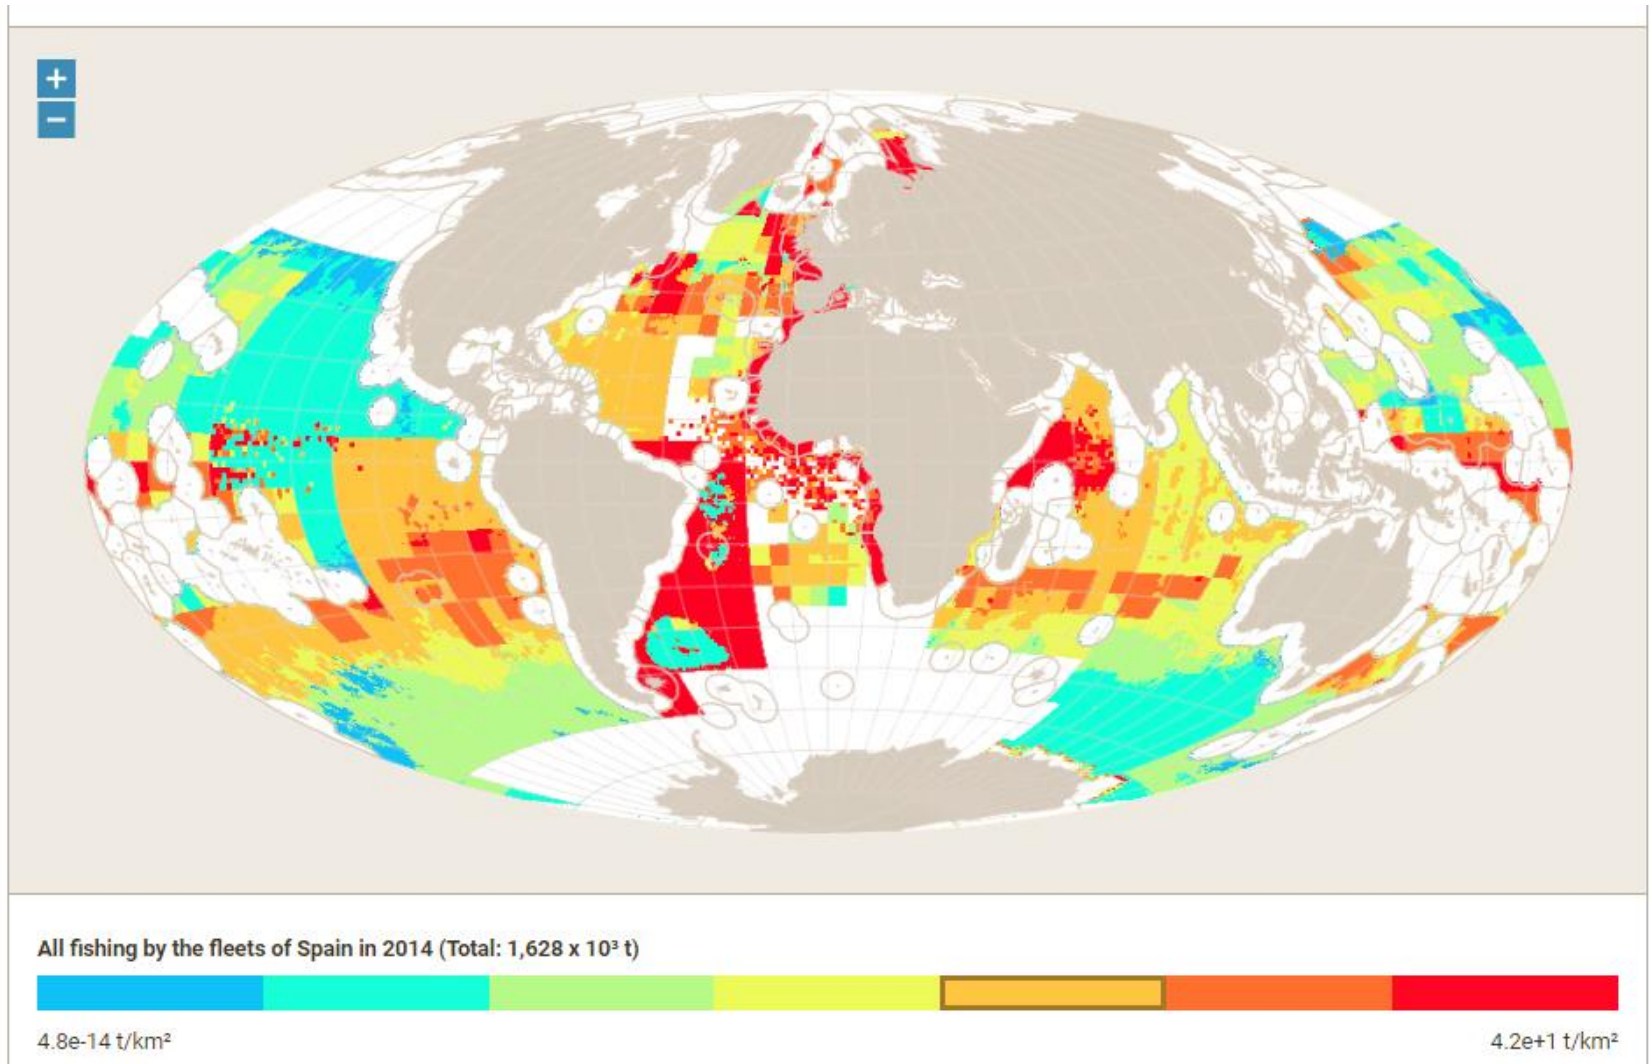 +
−
All fishing by the fleets of Spain in 2014 (Total: 1,628 x 10³ t)
4.8e-14 t/km² 4.2e+1 t/km²